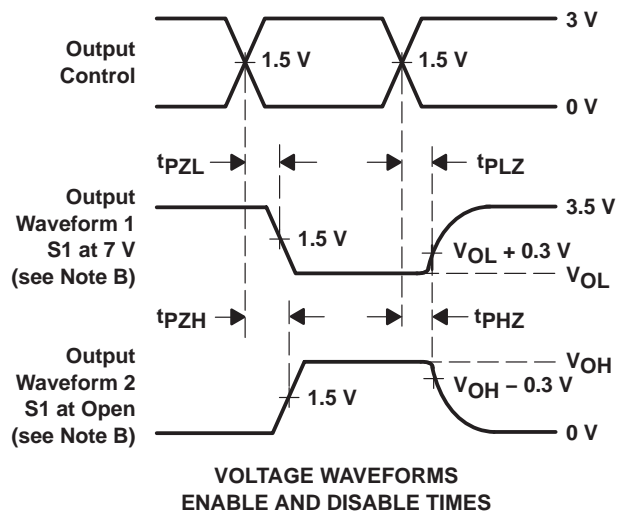 3 V
Output
Control
1.5 V
1.5 V
0 V
tPZL
tPLZ
Output
Waveform 1
S1 at 7 V
(see Note B)
3.5 V
1.5 V
VOL + 0.3 V
VOL
tPZH
tPHZ
Output
Waveform 2
S1 at Open
(see Note B)
VOH
1.5 V
VOH − 0.3 V
0 V
VOLTAGE WAVEFORMS
ENABLE AND DISABLE TIMES